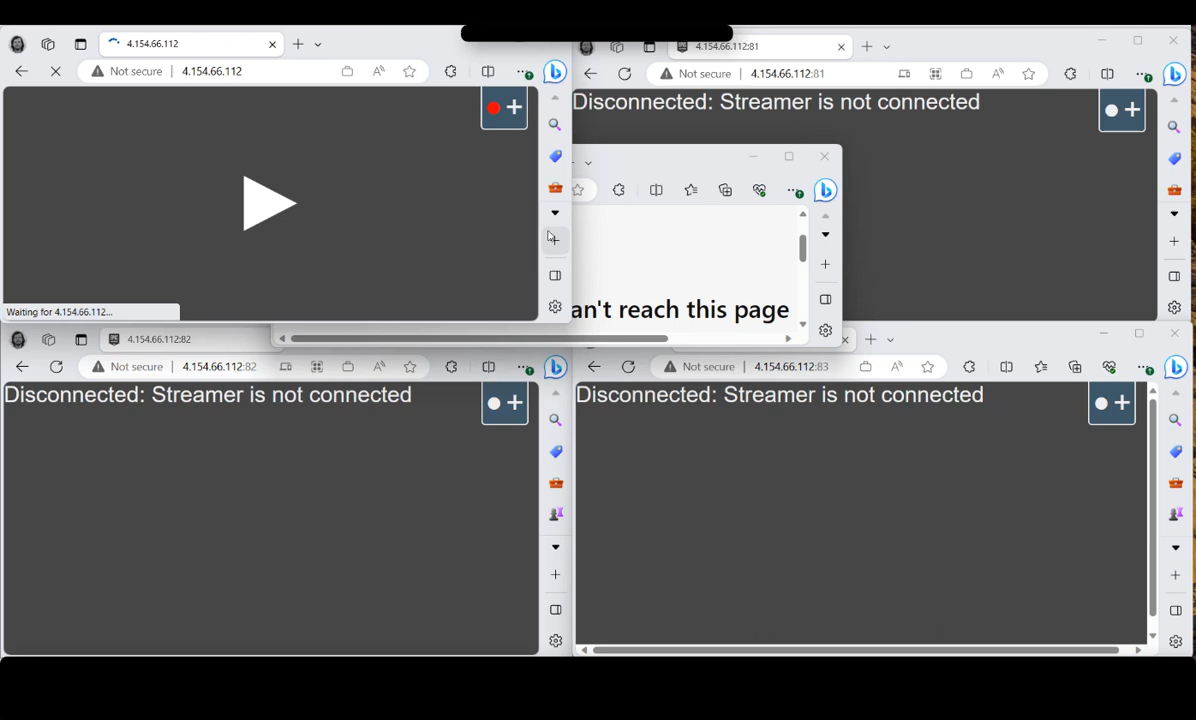 4.154.66.112
Not secure
4.154.66.112
Waiting for 4.154.66.112...
4.154.66.112:81
Not secure
4.154.66.112:81
Disconnected: Streamer is not connected
an't reach this page
4.154.66.112:82
Not secure
4.154.66.112:82
Disconnected: Streamer is not connected
Not secure
4.154.66.112:83
Disconnected: Streamer is not connected